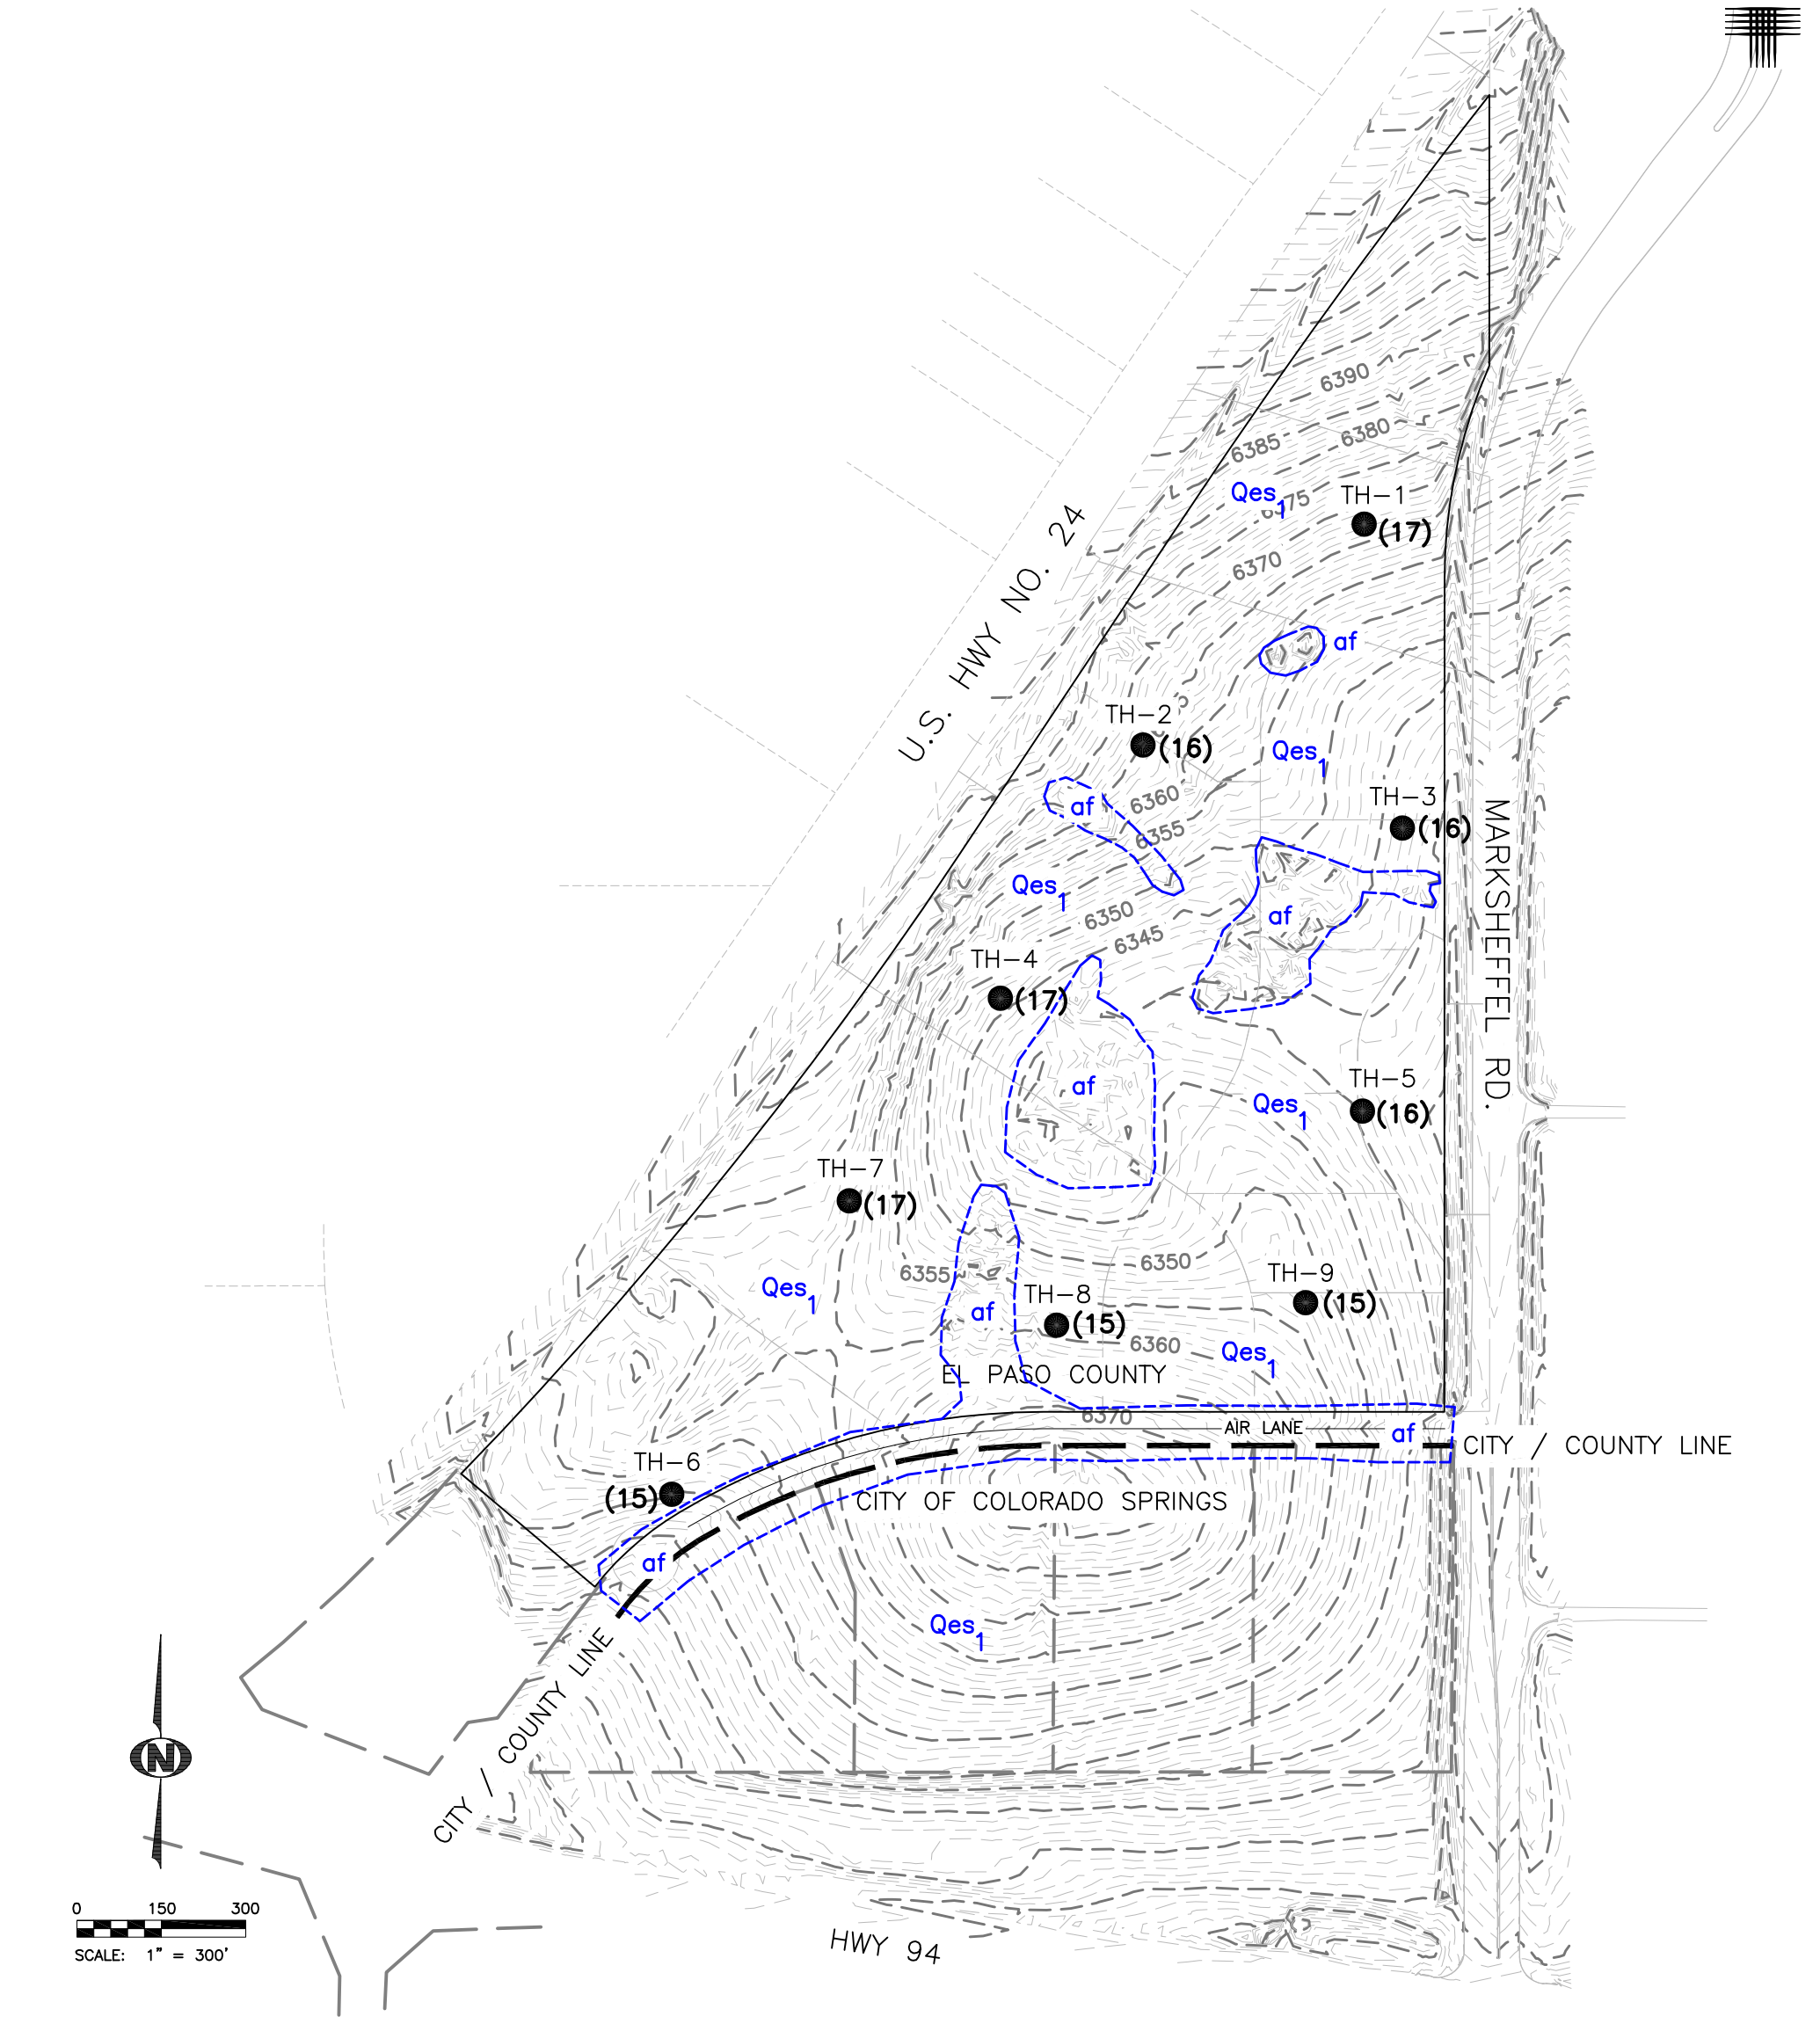 6390
6385
6380
Qes1
6375
TH-1
(17)
U.S. HWY NO. 24
6370
af
TH-2
(16)
Qes1
6360
af
TH-3
(16)
MARKSHEFFEL RD.
6355
Qes1
6350
af
6345
TH-4
(17)
af
TH-5
(16)
Qes1
TH-7
(17)
6350
6355
Qes1
TH-8
(15)
af
TH-9
(15)
6360
Qes1
EL PASO COUNTY
6370
AIR LANE
af
CITY / COUNTY LINE
TH-6
(15)
CITY OF COLORADO SPRINGS
af
Qes1
CITY / COUNTY LINE
N
0 150 300
SCALE: 1" = 300'
HWY 94